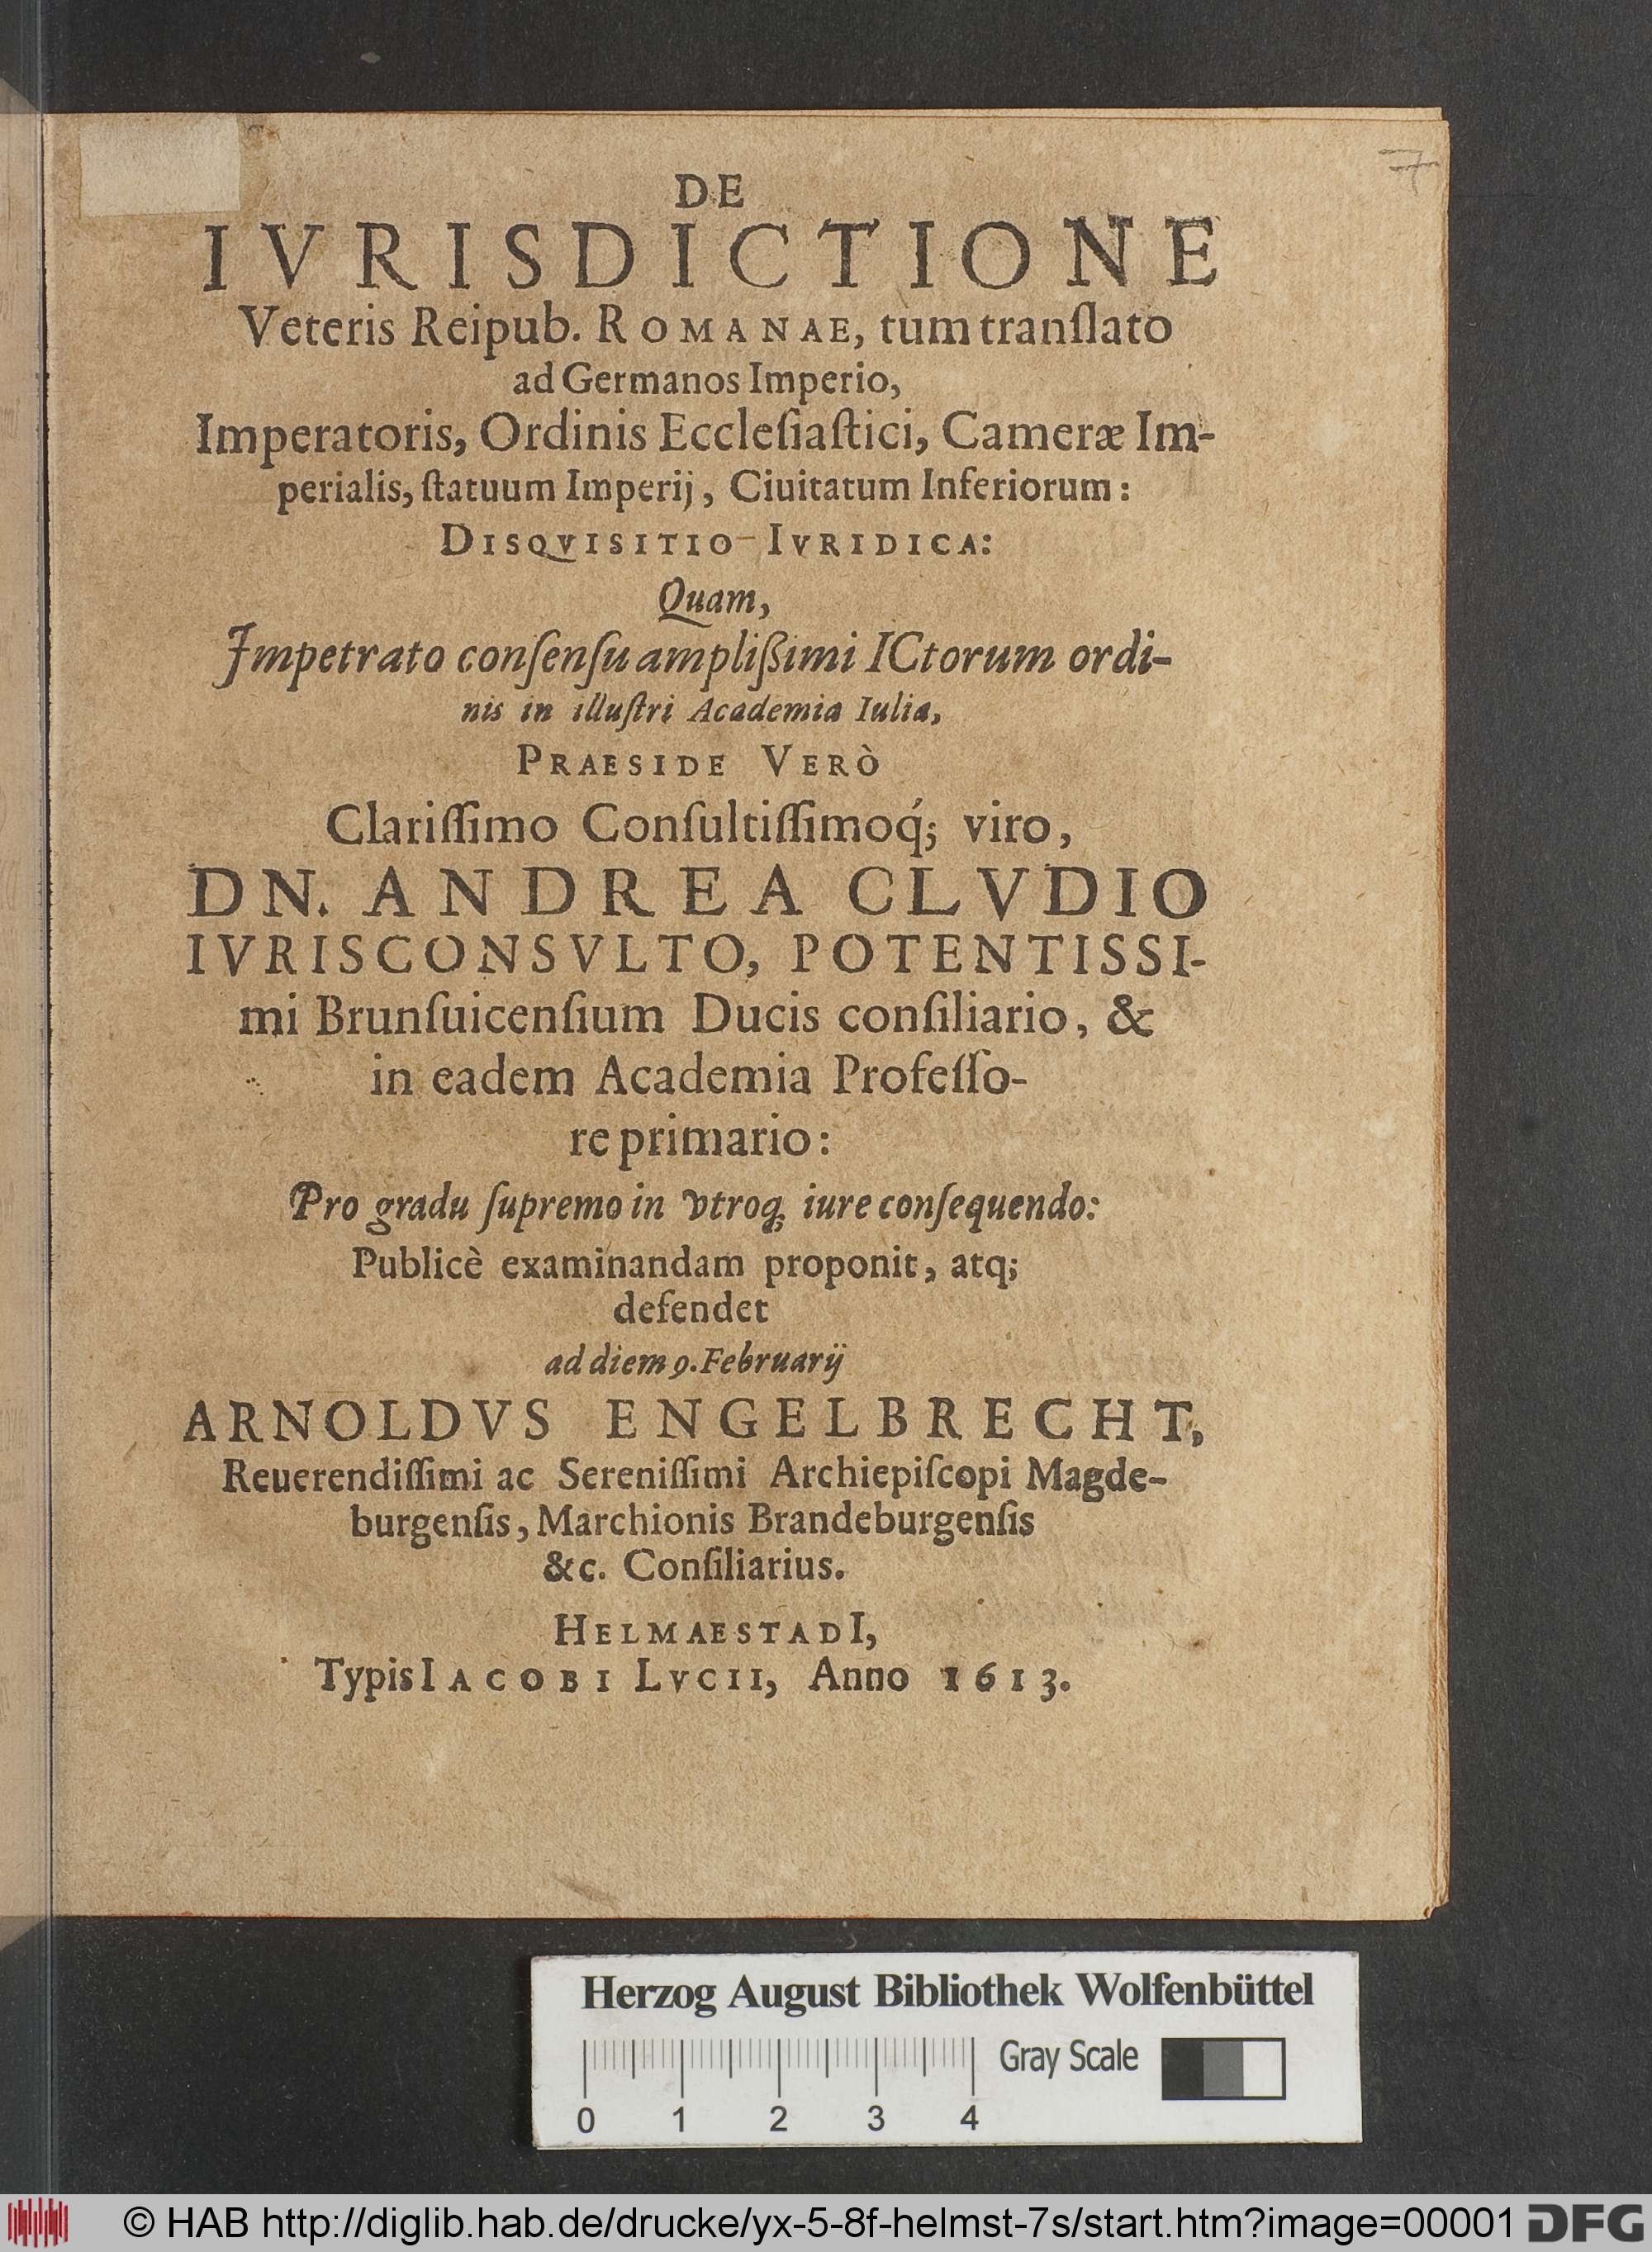 7
DE
IVRISDICTIONE
Veteris Reipub. ROMANAE, tum tranſlato
ad Germanos Imperio,
Imperatoris, Ordinis Eccleſiaſtici, Cameræ Im-
perialis, ſtatuum Imperij, Ciuitatum Inferiorum:
DISQVISITIO IVRIDICA:
Quam,
Impetrato conſenſu ampliſsimi ICtorum ordi-
nis in illuſtri Academia Iulia,
PRAESIDE VERÒ
Clariſſimo Conſultiſſimoq́; viro,
DN. ANDREA CLVDIO
IVRISCONSVLTO, POTENTISSI-
mi Brunſuicenſium Ducis conſiliario, &
in eadem Academia Profeſſo-
re primario:
Pro gradu ſupremo in vtroq; iure conſequendo:
Publicè examinandam proponit, atq;
defendet
ad diem 9. Februarij
ARNOLDVS ENGELBRECHT,
Reuerendiſſimi ac Sereniſſimi Archiepiſcopi Magde-
burgenſis, Marchionis Brandeburgenſis
&c. Conſiliarius.
HELMAESTADI,
Typis IACOBI LVCII, Anno 1613.
Herzog August Bibliothek Wolfenbüttel
Gray Scale
0 1 2 3 4
© HAB http://diglib.hab.de/drucke/yx-5-8f-helmst-7s/start.htm?image=00001 DFG